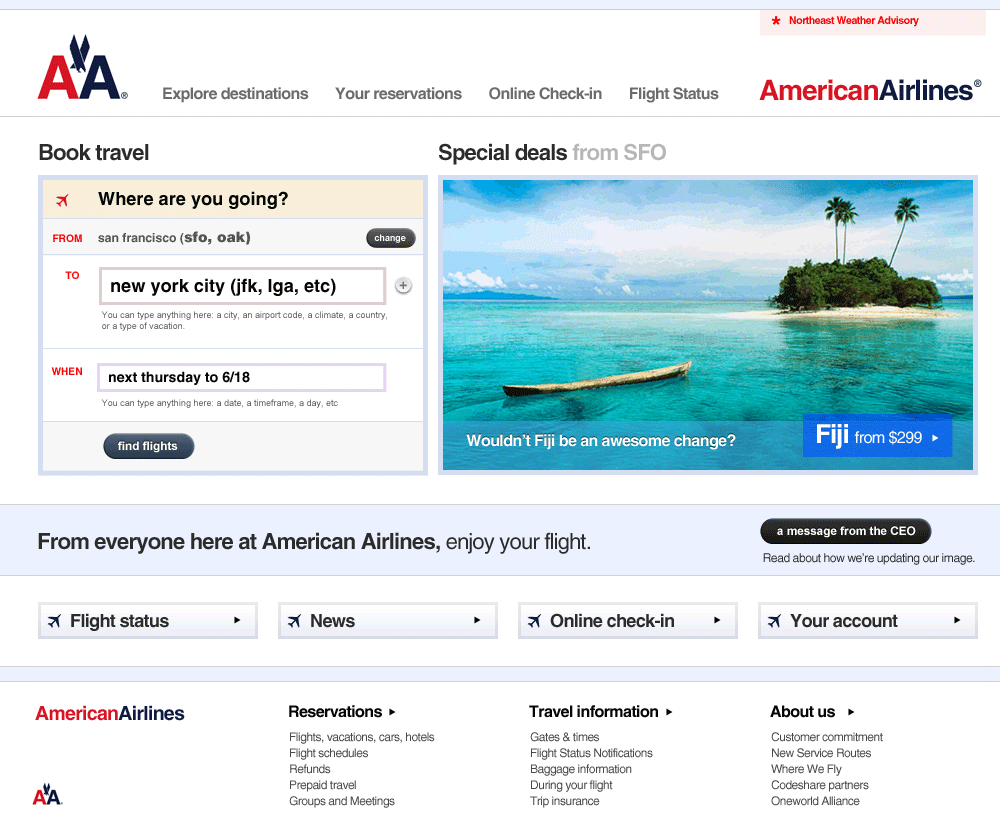 * Northeast Weather Advisory
AA®
Explore destinations
Your reservations
Online Check-in
Flight Status
AmericanAirlines®
Book travel
Where are you going?
FROM san francisco (sfo, oak) change
TO new york city (jfk, lga, etc) +
You can type anything here: a city, an airport code, a climate, a country,
or a type of vacation.
WHEN next thursday to 6/18
You can type anything here: a date, a timeframe, a day, etc
find flights
Special deals from SFO
Wouldn't Fiji be an awesome change?
Fiji from $299
From everyone here at American Airlines, enjoy your flight.
a message from the CEO
Read about how we're updating our image.
Flight status
News
Online check-in
Your account
AmericanAirlines
AA
Reservations
Flights, vacations, cars, hotels
Flight schedules
Refunds
Prepaid travel
Groups and Meetings
Travel information
Gates & times
Flight Status Notifications
Baggage information
During your flight
Trip insurance
About us
Customer commitment
New Service Routes
Where We Fly
Codeshare partners
Oneworld Alliance